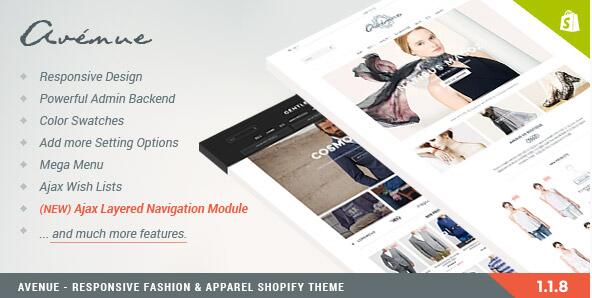 Avenue
Responsive Design
Powerful Admin Backend
Color Swatches
Add more Setting Options
Mega Menu
Ajax Wish Lists
(NEW) Ajax Layered Navigation Module
... and much more features.
AVENUE - RESPONSIVE FASHION & APPAREL SHOPIFY THEME
1.1.8